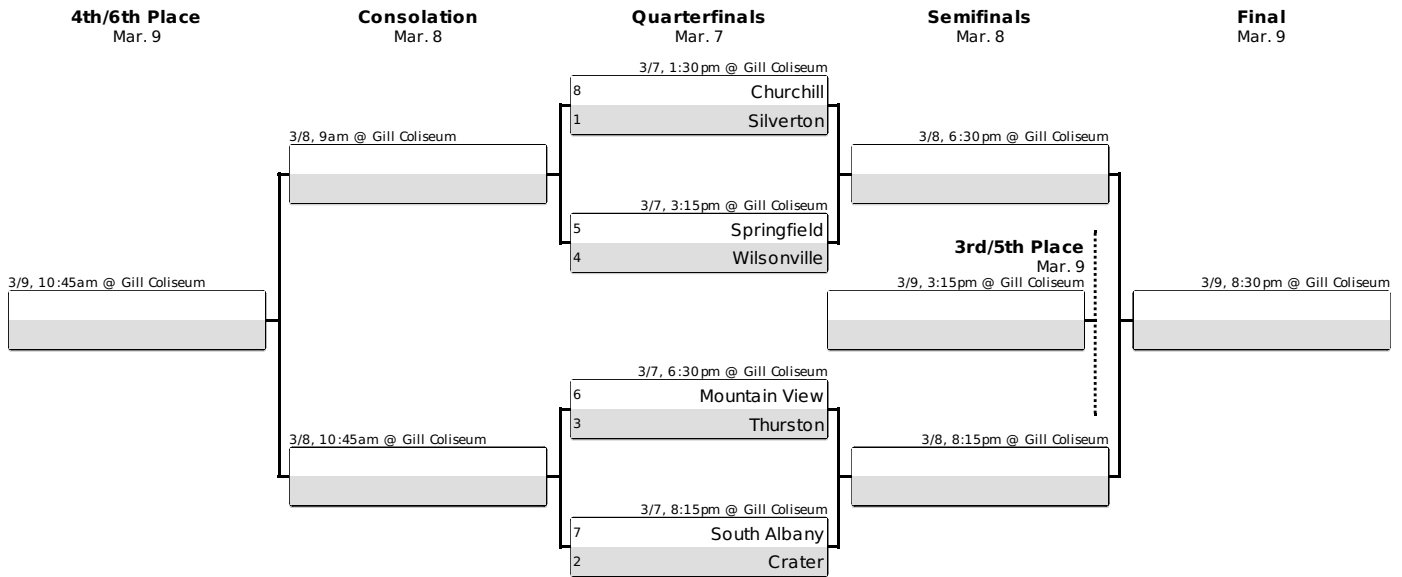 4th/6th Place
Mar. 9
Consolation
Mar. 8
Quarterfinals
Mar. 7
Semifinals
Mar. 8
Final
Mar. 9
3/7, 1:30pm @ Gill Coliseum
8 Churchill
1 Silverton
3/8, 9am @ Gill Coliseum
3/8, 6:30pm @ Gill Coliseum
3/7, 3:15pm @ Gill Coliseum
5 Springfield
4 Wilsonville
3rd/5th Place
Mar. 9
3/9, 10:45am @ Gill Coliseum
3/9, 3:15pm @ Gill Coliseum
3/9, 8:30pm @ Gill Coliseum
3/7, 6:30pm @ Gill Coliseum
6 Mountain View
3 Thurston
3/8, 10:45am @ Gill Coliseum
3/8, 8:15pm @ Gill Coliseum
3/7, 8:15pm @ Gill Coliseum
7 South Albany
2 Crater